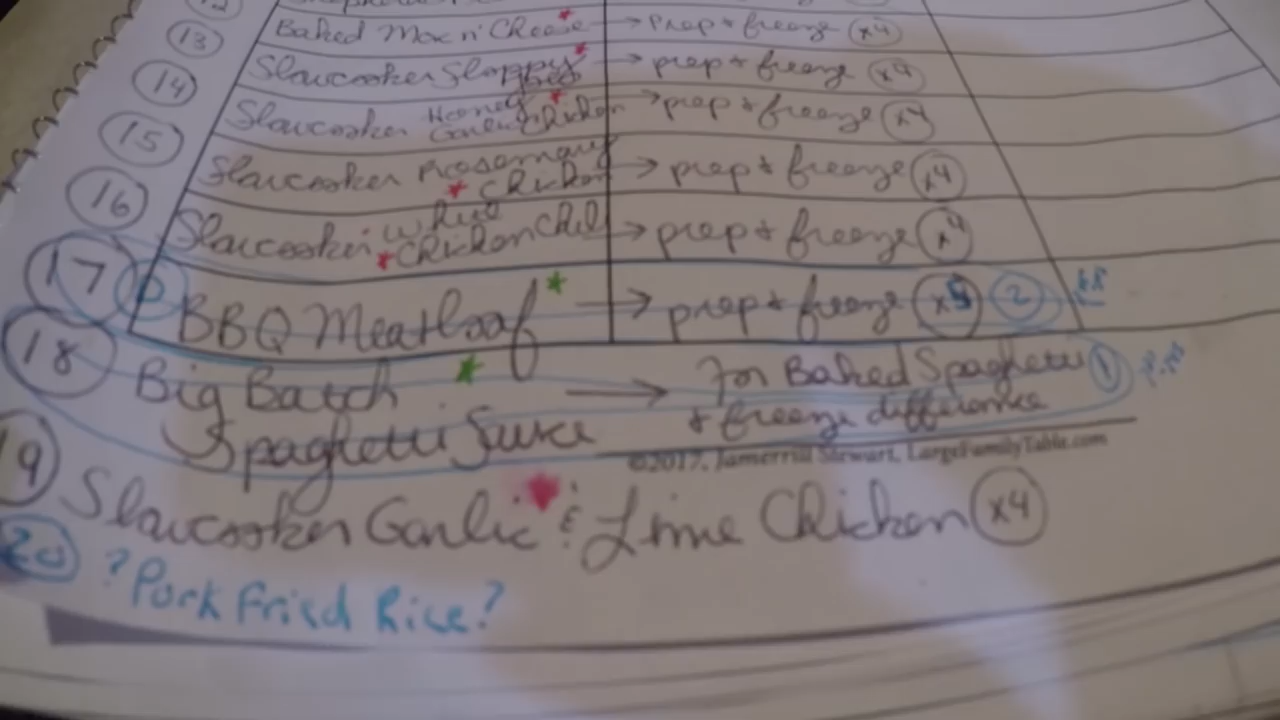 13 Baked Mac n' Cheese → prep + freeze x4
14 Slowcooker Sloppy Joes → prep + freeze x4
15 Slowcooker Honey Garlic Chicken → prep + freeze x4
16 Slowcooker Rosemary Chicken → prep + freeze x4
Slowcooker White Chicken Chili → prep + freeze x4
17 BBQ Meatloaf → prep + freeze x5 2
18 Big Batch → For Baked Spaghetti 1
Spaghetti Sauce + freeze difference
©2017, Jamerrill Stewart, LargeFamilyTable.com
19 Slowcooker Garlic & Lime Chicken x4
20 ? Pork Fried Rice?